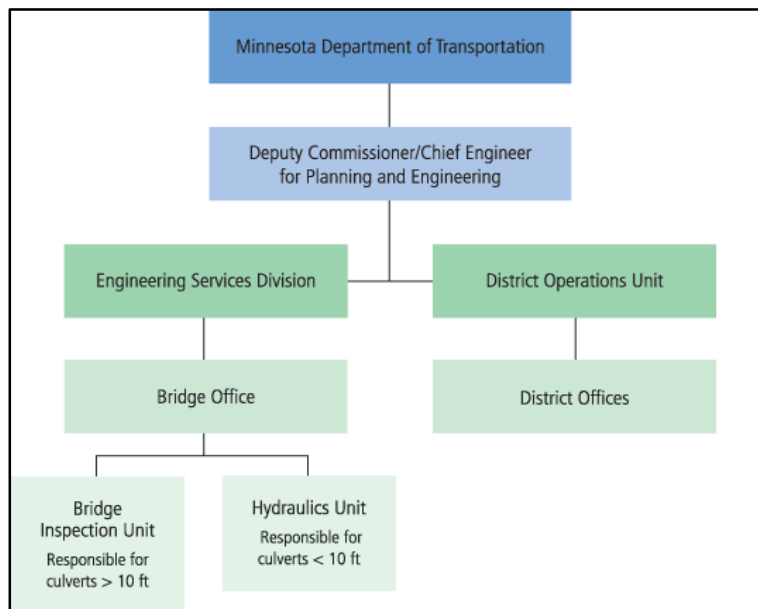 Minnesota Department of Transportation
Deputy Commissioner/Chief Engineer
for Planning and Engineering
Engineering Services Division
District Operations Unit
Bridge Office
District Offices
Bridge
Inspection Unit
Responsible for
culverts > 10 ft
Hydraulics Unit
Responsible for
culverts < 10 ft